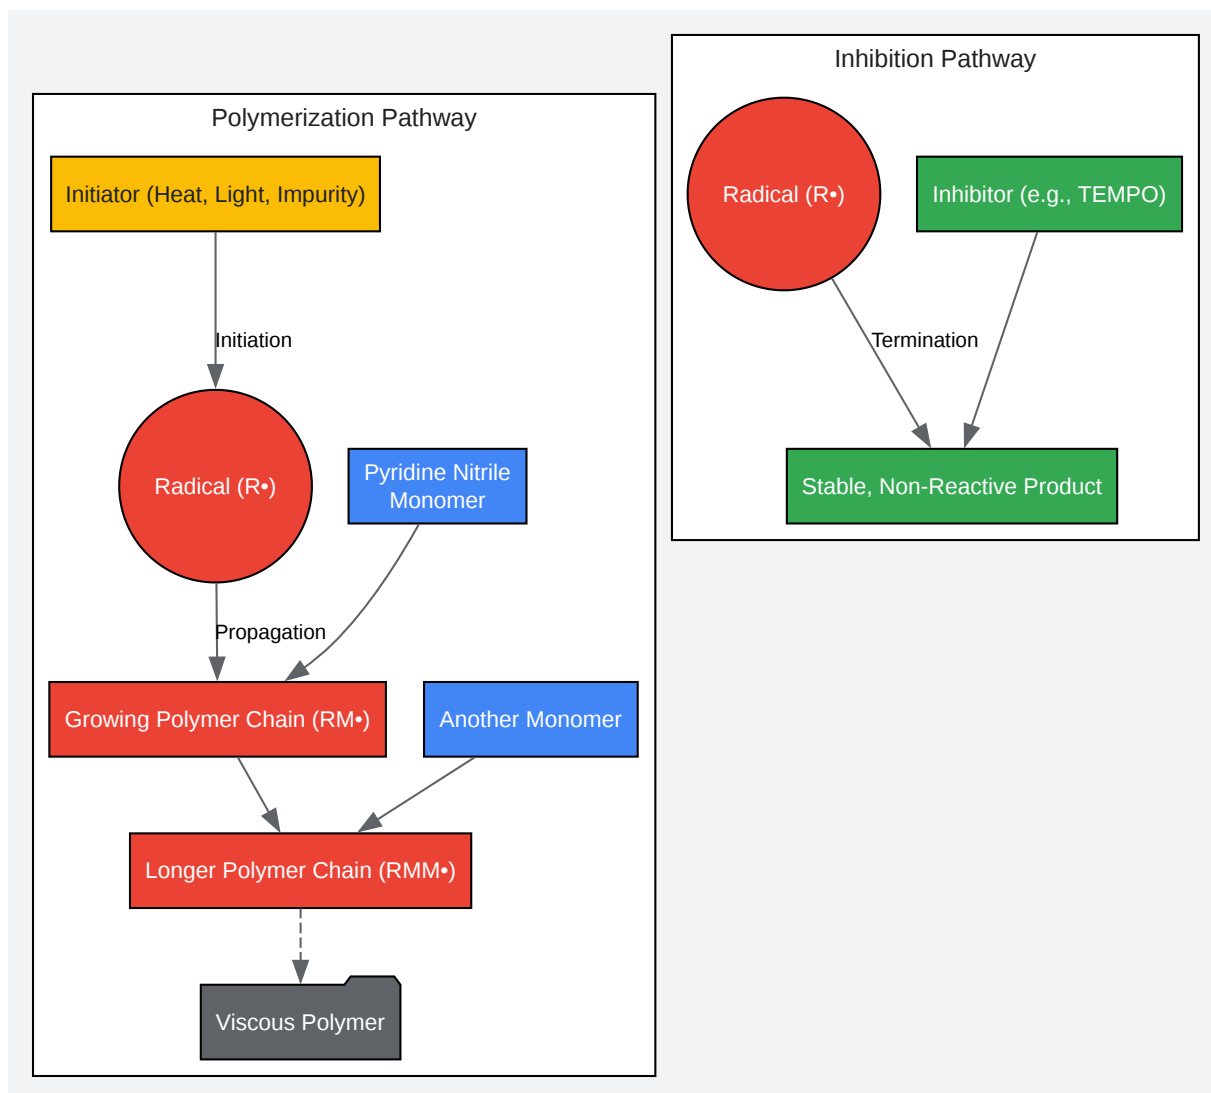 Polymerization Pathway
Initiator (Heat, Light, Impurity)
Initiation
Radical (R•)
Pyridine Nitrile
Monomer
Propagation
Growing Polymer Chain (RM•)
Another Monomer
Longer Polymer Chain (RMM•)
Viscous Polymer
Inhibition Pathway
Radical (R•)
Inhibitor (e.g., TEMPO)
Termination
Stable, Non-Reactive Product